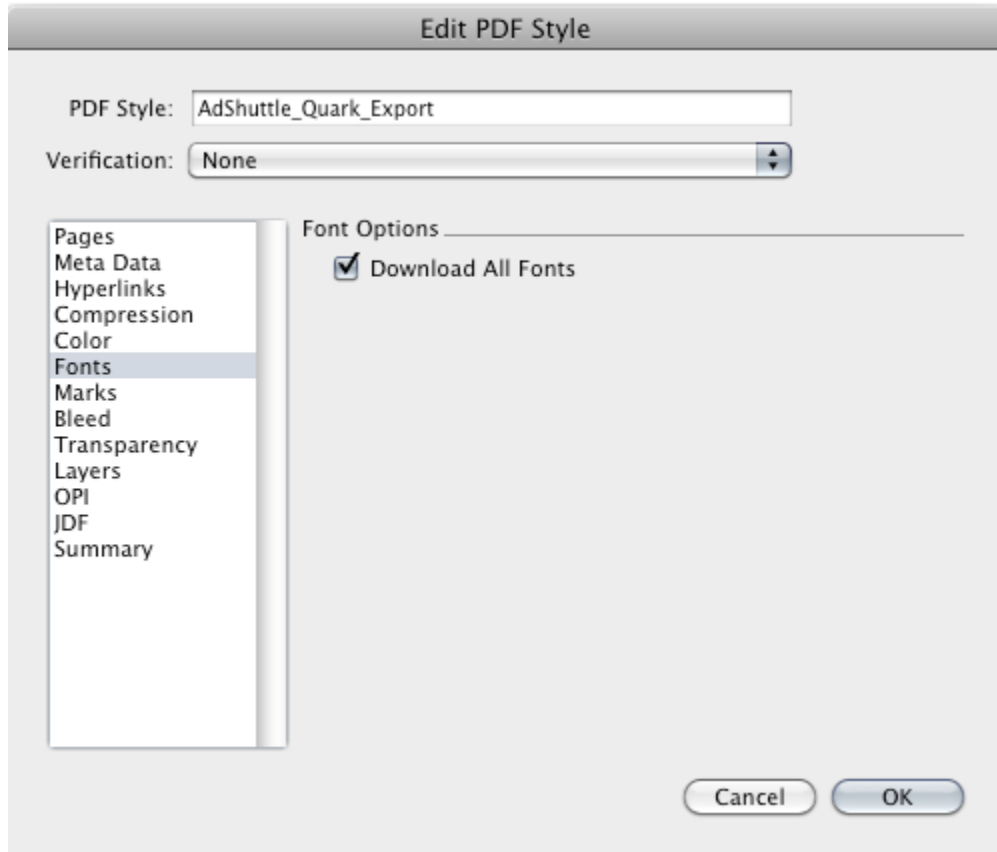 Edit PDF Style
PDF Style: AdShuttle_Quark_Export
Verification: None
Pages
Meta Data
Hyperlinks
Compression
Color
Fonts
Marks
Bleed
Transparency
Layers
OPI
JDF
Summary
Font Options
Download All Fonts
Cancel OK